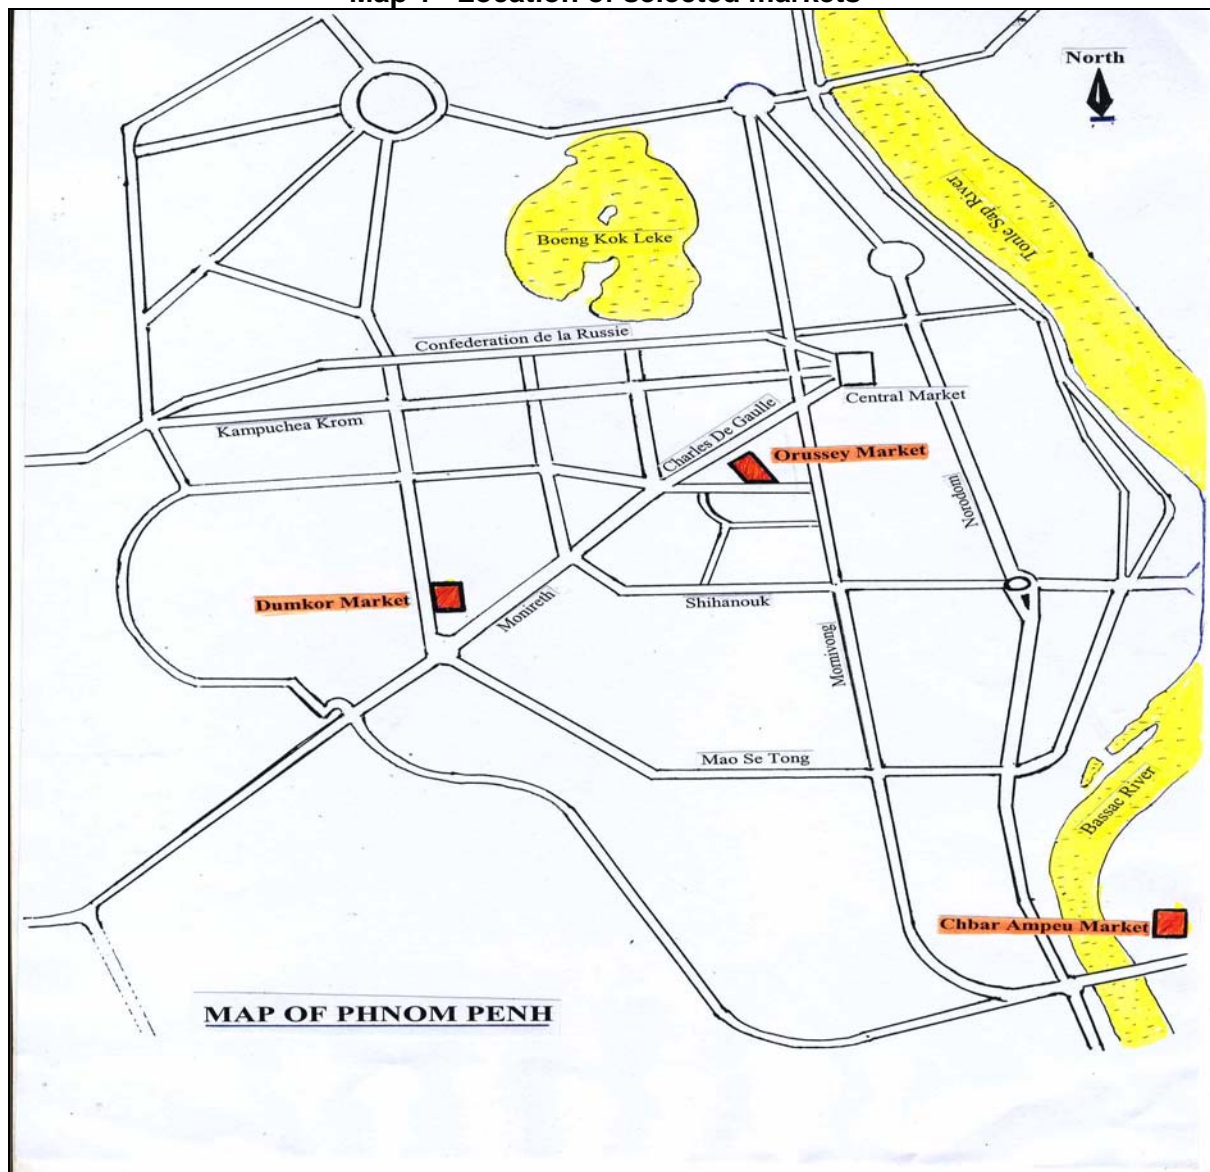 Map 1 - Location of selected markets
North
Tonle Sap River
Boeng Kok Leke
Confederation de la Russie
Central Market
Kampuchea Krom
Charles De Gaulle
Orussey Market
Norodom
Dumkor Market
Monireth
Shihanouk
Mornivong
Mao Se Tong
Bassac River
Chbar Ampeu Market
MAP OF PHNOM PENH